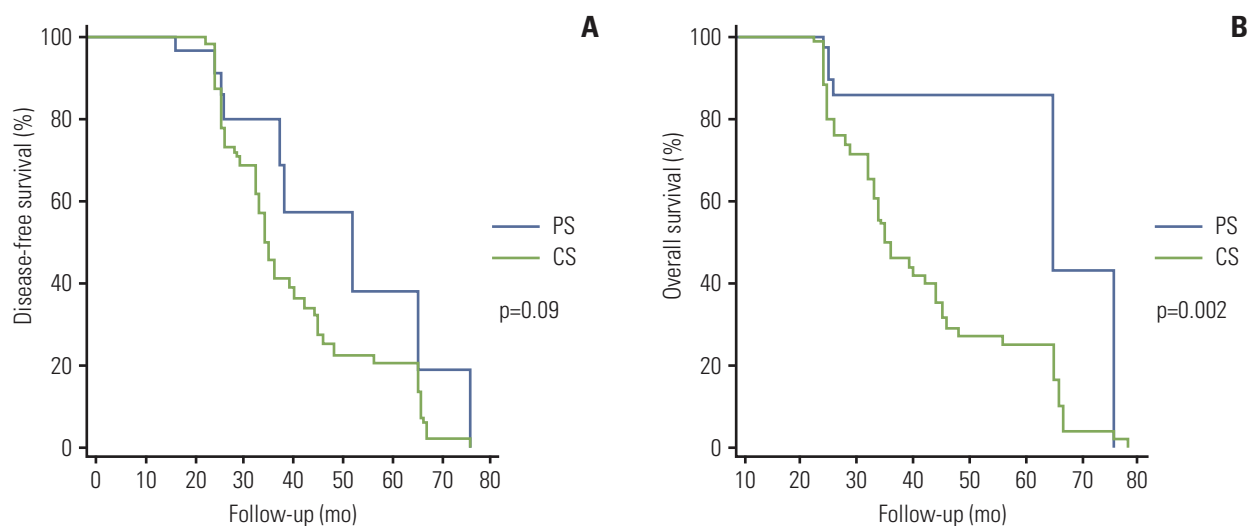 A
100
80
60
40
20
0
Disease-free survival (%)
0 10 20 30 40 50 60 70 80
Follow-up (mo)
PS
CS
p=0.09
B
100
80
60
40
20
0
Overall survival (%)
10 20 30 40 50 60 70 80
Follow-up (mo)
PS
CS
p=0.002